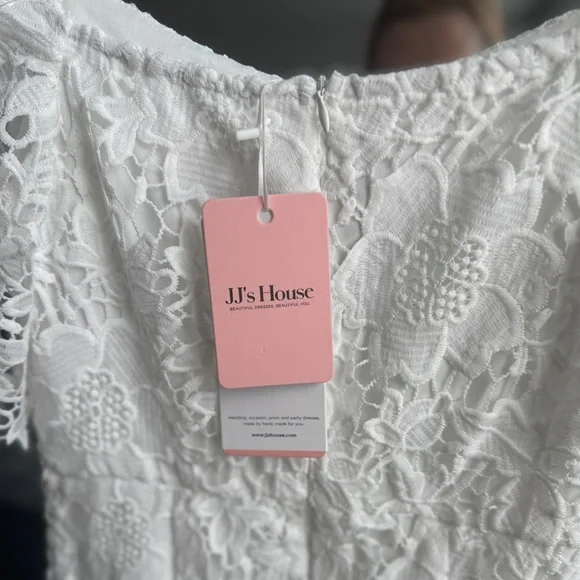 JJ's House
BEAUTIFUL DRESSES. BEAUTIFUL YOU.
wedding, occasion, prom and party dresses,
made by hand, made for you.
www.jjshouse.com